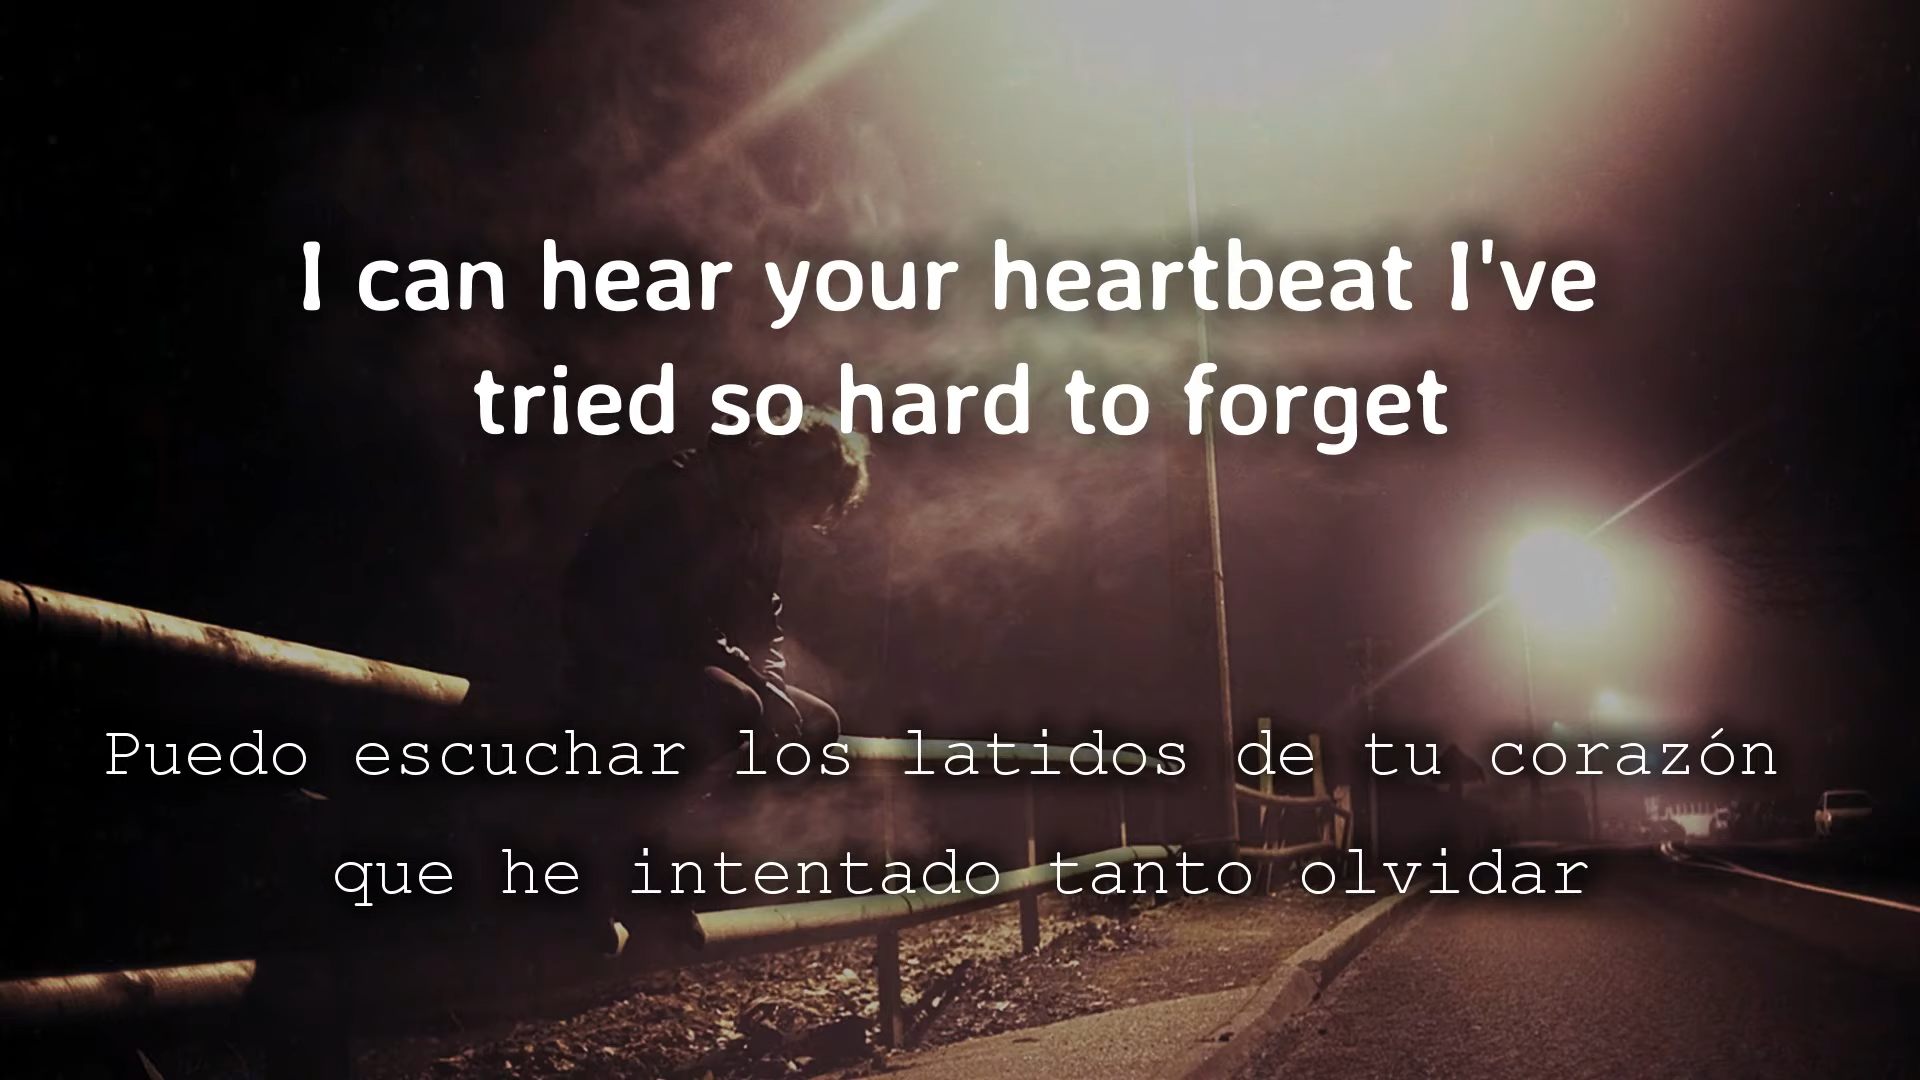 I can hear your heartbeat I've
tried so hard to forget
Puedo escuchar los latidos de tu corazón
que he intentado tanto olvidar